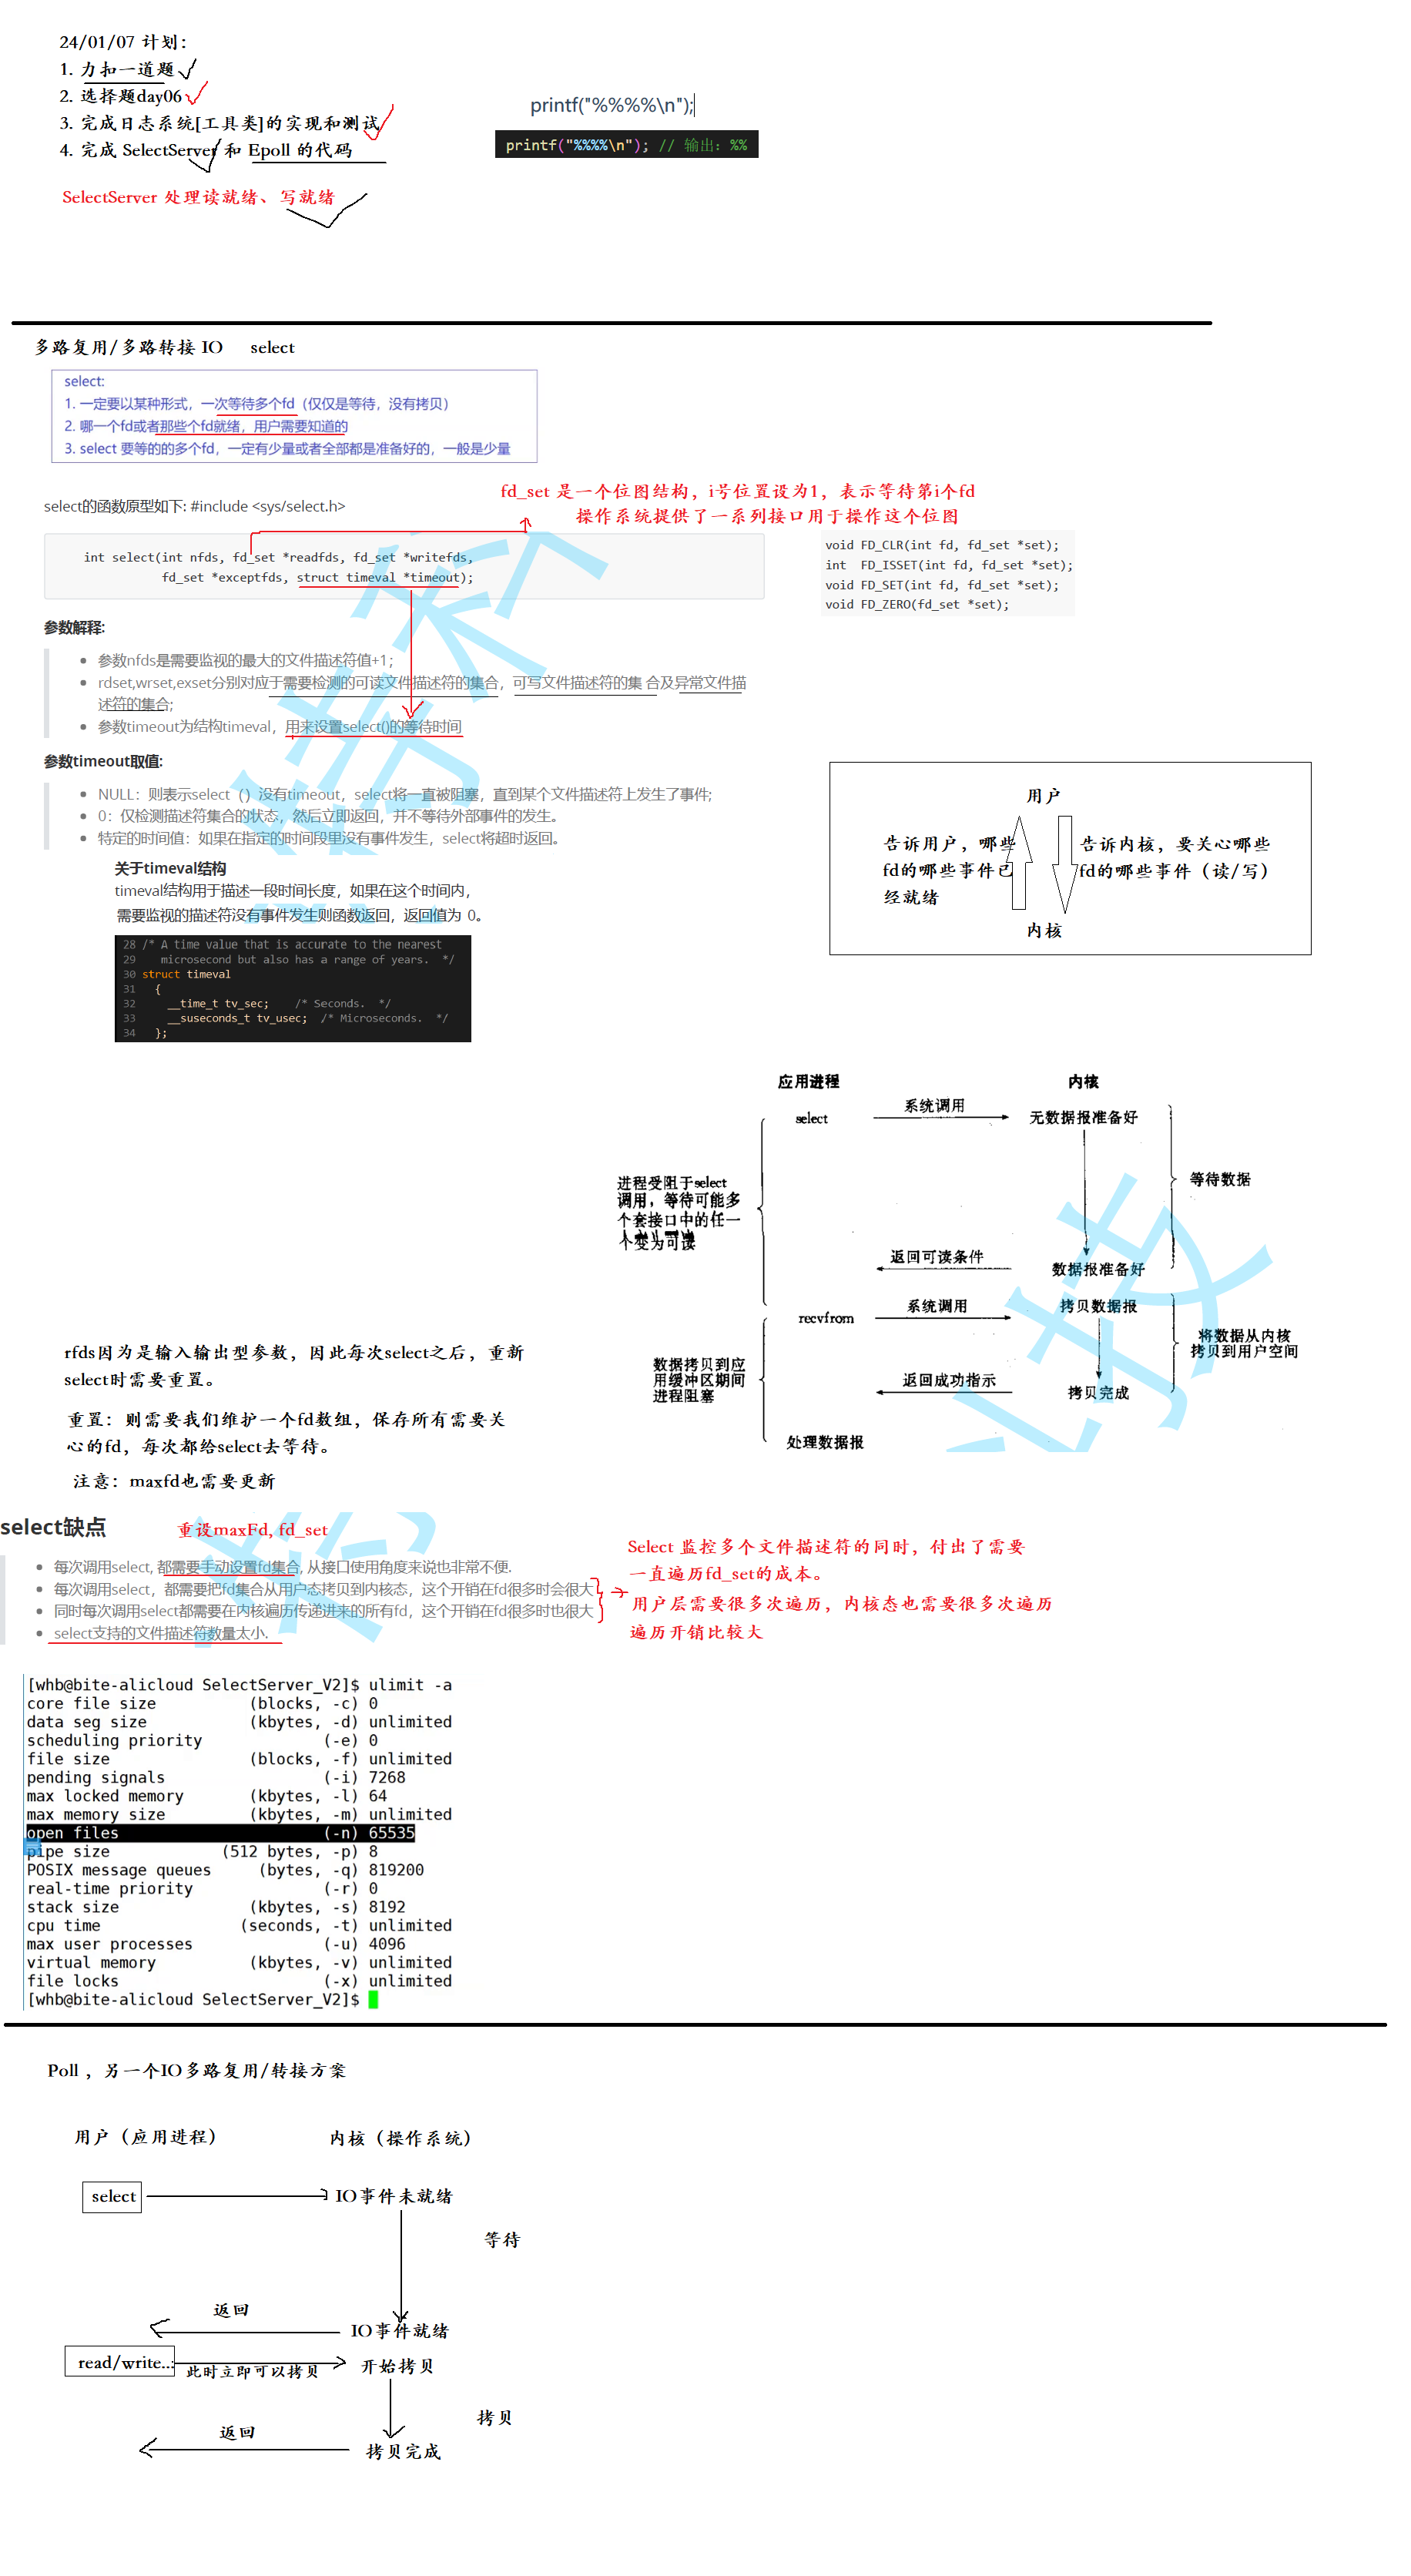 24/01/07 计划：
1. 力扣一道题
2. 选择题day06
3. 完成日志系统[工具类]的实现和测试
4. 完成 SelectServer 和 Epoll 的代码
SelectServer 处理读就绪、写就绪
printf("%%%%\n");
printf("%%%%\n"); // 输出：%%
多路复用/多路转接 IO select
select:
1. 一定要以某种形式，一次等待多个fd（仅仅是等待，没有拷贝）
2. 哪一个fd或者那些个fd就绪，用户需要知道的
3. select 要等的的多个fd，一定有少量或者全部都是准备好的，一般是少量
fd_set 是一个位图结构，i号位置设为1，表示等待第i个fd
操作系统提供了一系列接口用于操作这个位图
select的函数原型如下: #include <sys/select.h>
int select(int nfds, fd_set *readfds, fd_set *writefds,
fd_set *exceptfds, struct timeval *timeout);
void FD_CLR(int fd, fd_set *set);
int FD_ISSET(int fd, fd_set *set);
void FD_SET(int fd, fd_set *set);
void FD_ZERO(fd_set *set);
参数解释:
参数nfds是需要监视的最大的文件描述符值+1；
rdset,wrset,exset分别对应于需要检测的可读文件描述符的集合，可写文件描述符的集 合及异常文件描
述符的集合;
参数timeout为结构timeval，用来设置select()的等待时间
参数timeout取值:
NULL：则表示select（）没有timeout，select将一直被阻塞，直到某个文件描述符上发生了事件;
0：仅检测描述符集合的状态，然后立即返回，并不等待外部事件的发生。
特定的时间值：如果在指定的时间段里没有事件发生，select将超时返回。
关于timeval结构
timeval结构用于描述一段时间长度，如果在这个时间内，
需要监视的描述符没有事件发生则函数返回，返回值为 0。
28 /* A time value that is accurate to the nearest
29 microsecond but also has a range of years. */
30 struct timeval
31 {
32 __time_t tv_sec; /* Seconds. */
33 __suseconds_t tv_usec; /* Microseconds. */
34 };
用户
告诉用户，哪些
fd的哪些事件已
经就绪
告诉内核，要关心哪些
fd的哪些事件（读/写）
内核
应用进程
内核
select
系统调用
无数据报准备好
进程受阻于select
调用，等待可能多
个套接口中的任一
个变为可读
等待数据
返回可读条件
数据报准备好
recvfrom
系统调用
拷贝数据报
将数据从内核
拷贝到用户空间
数据拷贝到应
用缓冲区期间
进程阻塞
返回成功指示
拷贝完成
处理数据报
rfds因为是输入输出型参数，因此每次select之后，重新
select时需要重置。
重置：则需要我们维护一个fd数组，保存所有需要关
心的fd，每次都给select去等待。
注意：maxfd也需要更新
select缺点
重设maxFd, fd_set
每次调用select, 都需要手动设置fd集合, 从接口使用角度来说也非常不便.
每次调用select，都需要把fd集合从用户态拷贝到内核态，这个开销在fd很多时会很大
同时每次调用select都需要在内核遍历传递进来的所有fd，这个开销在fd很多时也很大
select支持的文件描述符数量太小.
Select 监控多个文件描述符的同时，付出了需要
一直遍历fd_set的成本。
用户层需要很多次遍历，内核态也需要很多次遍历
遍历开销比较大
[whb@bite-alicloud SelectServer_V2]$ ulimit -a
core file size (blocks, -c) 0
data seg size (kbytes, -d) unlimited
scheduling priority (-e) 0
file size (blocks, -f) unlimited
pending signals (-i) 7268
max locked memory (kbytes, -l) 64
max memory size (kbytes, -m) unlimited
open files (-n) 65535
pipe size (512 bytes, -p) 8
POSIX message queues (bytes, -q) 819200
real-time priority (-r) 0
stack size (kbytes, -s) 8192
cpu time (seconds, -t) unlimited
max user processes (-u) 4096
virtual memory (kbytes, -v) unlimited
file locks (-x) unlimited
[whb@bite-alicloud SelectServer_V2]$
Poll ，另一个IO多路复用/转接方案
用户（应用进程）
内核（操作系统）
select
IO事件未就绪
等待
返回
IO事件就绪
read/write...
此时立即可以拷贝
开始拷贝
拷贝
返回
拷贝完成